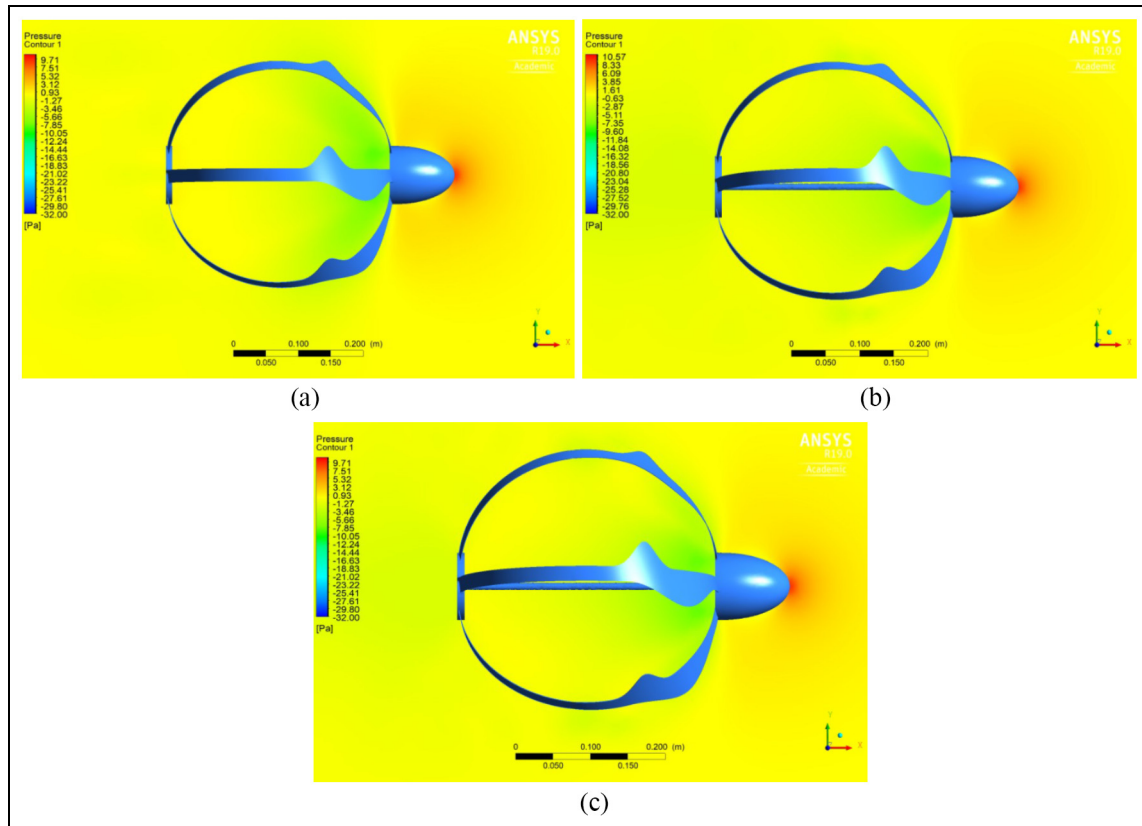 Pressure
Contour 1
9.71
7.51
5.32
3.12
0.93
-1.27
-3.46
-5.66
-7.85
-10.05
-12.24
-14.44
-16.63
-18.83
-21.02
-23.22
-25.41
-27.61
-29.80
-32.00
[Pa]
ANSYS
R19.0
Academic
0 0.100 0.200 (m)
0.050 0.150
Y
X
Z
(a)
Pressure
Contour 1
10.57
8.33
6.09
3.85
1.61
-0.63
-2.87
-5.11
-7.35
-9.60
-11.84
-14.08
-16.32
-18.56
-20.80
-23.04
-25.28
-27.52
-29.76
-32.00
[Pa]
ANSYS
R19.0
Academic
0 0.100 0.200 (m)
0.050 0.150
Y
X
Z
(b)
Pressure
Contour 1
9.71
7.51
5.32
3.12
0.93
-1.27
-3.46
-5.66
-7.85
-10.05
-12.24
-14.44
-16.63
-18.83
-21.02
-23.22
-25.41
-27.61
-29.80
-32.00
[Pa]
ANSYS
R19.0
Academic
0 0.100 0.200 (m)
0.050 0.150
Y
X
Z
(c)